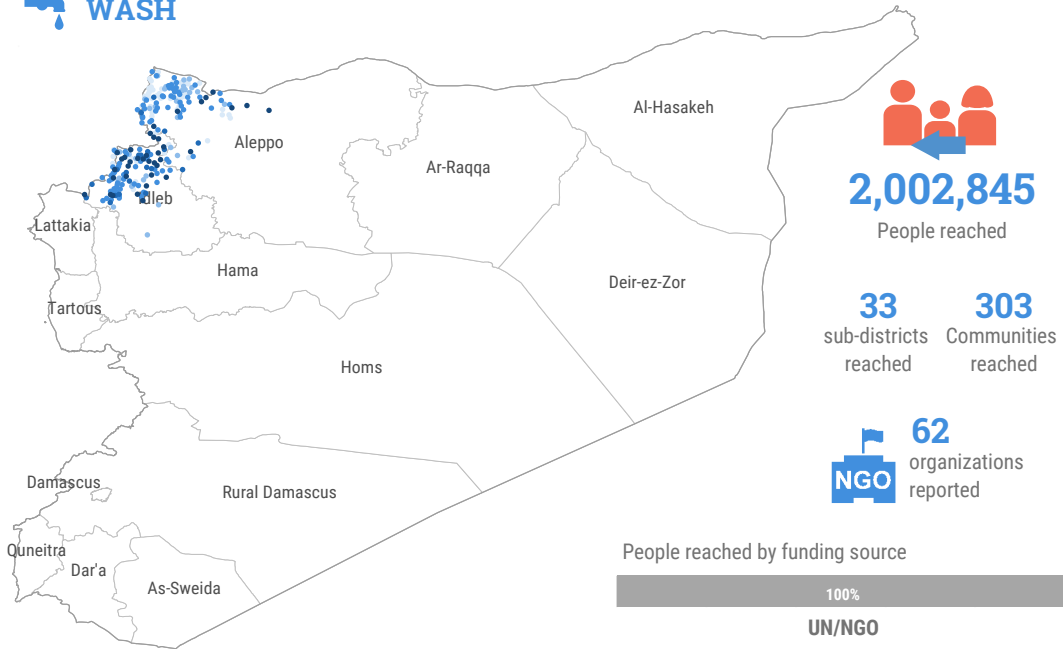 WASH
Al-Hasakeh
Aleppo
Ar-Raqqa
Idleb
Lattakia
Hama
Deir-ez-Zor
Tartous
Homs
Damascus
Rural Damascus
Quneitra
Dar'a
As-Sweida
2,002,845
People reached
33
sub-districts
reached
303
Communities
reached
62
organizations
reported
NGO
People reached by funding source
100%
UN/NGO